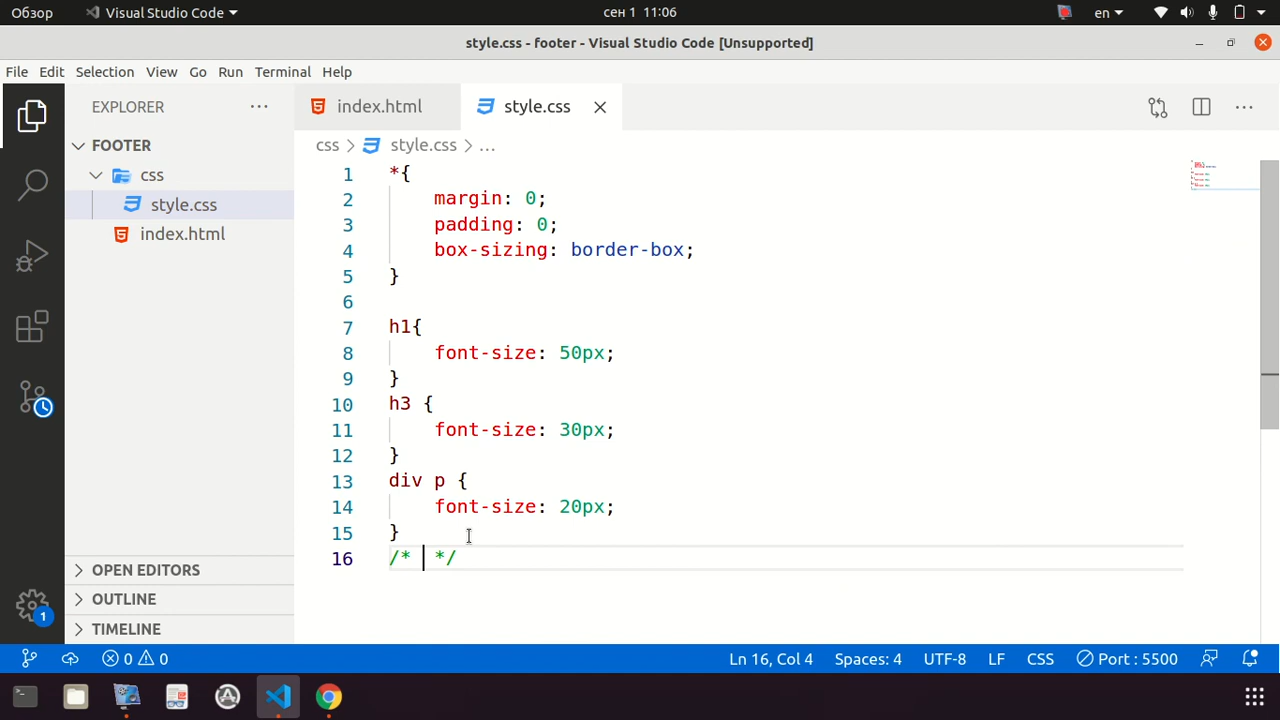 Обзор Visual Studio Code сен 1 11:06 en
style.css - footer - Visual Studio Code [Unsupported]
File Edit Selection View Go Run Terminal Help
EXPLORER ··· index.html style.css ···
FOOTER css > style.css > ...
css
style.css
index.html
1 *{
2 margin: 0;
3 padding: 0;
4 box-sizing: border-box;
5 }
6
7 h1{
8 font-size: 50px;
9 }
10 h3 {
11 font-size: 30px;
12 }
13 div p {
14 font-size: 20px;
15 }
16 /* */
OPEN EDITORS
OUTLINE
TIMELINE
1
0 0 Ln 16, Col 4 Spaces: 4 UTF-8 LF CSS Port : 5500